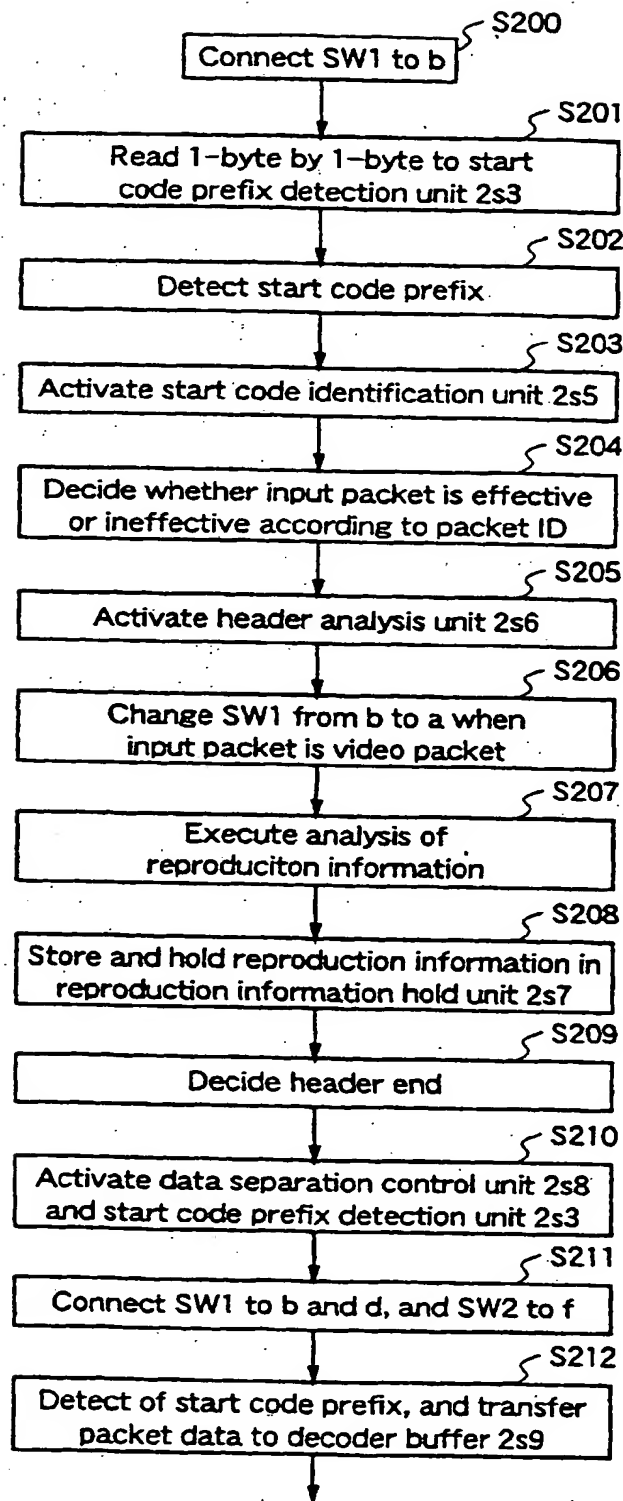 S200
Connect SW1 to b
S201
Read 1-byte by 1-byte to start
code prefix detection unit 2s3
S202
Detect start code prefix
S203
Activate start code identification unit 2s5
S204
Decide whether input packet is effective
or ineffective according to packet ID
S205
Activate header analysis unit 2s6
S206
Change SW1 from b to a when
input packet is video packet
S207
Execute analysis of
reproduciton information
S208
Store and hold reproduction information in
reproduction information hold unit 2s7
S209
Decide header end
S210
Activate data separation control unit 2s8
and start code prefix detection unit 2s3
S211
Connect SW1 to b and d, and SW2 to f
S212
Detect of start code prefix, and transfer
packet data to decoder buffer 2s9